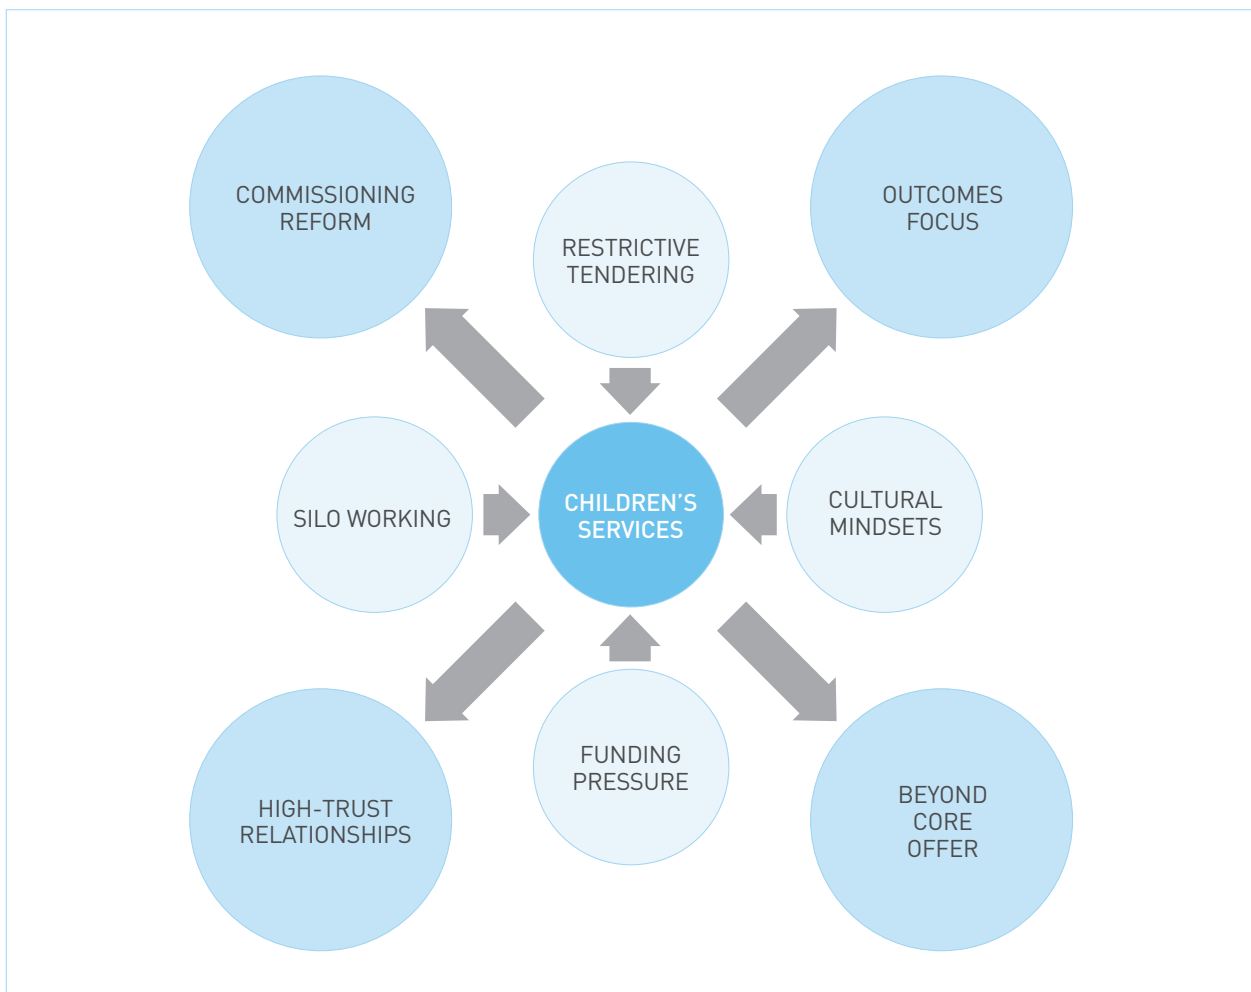 COMMISSIONING
REFORM
OUTCOMES
FOCUS
RESTRICTIVE
TENDERING
SILO WORKING
CHILDREN’S
SERVICES
CULTURAL
MINDSETS
HIGH-TRUST
RELATIONSHIPS
FUNDING
PRESSURE
BEYOND
CORE
OFFER